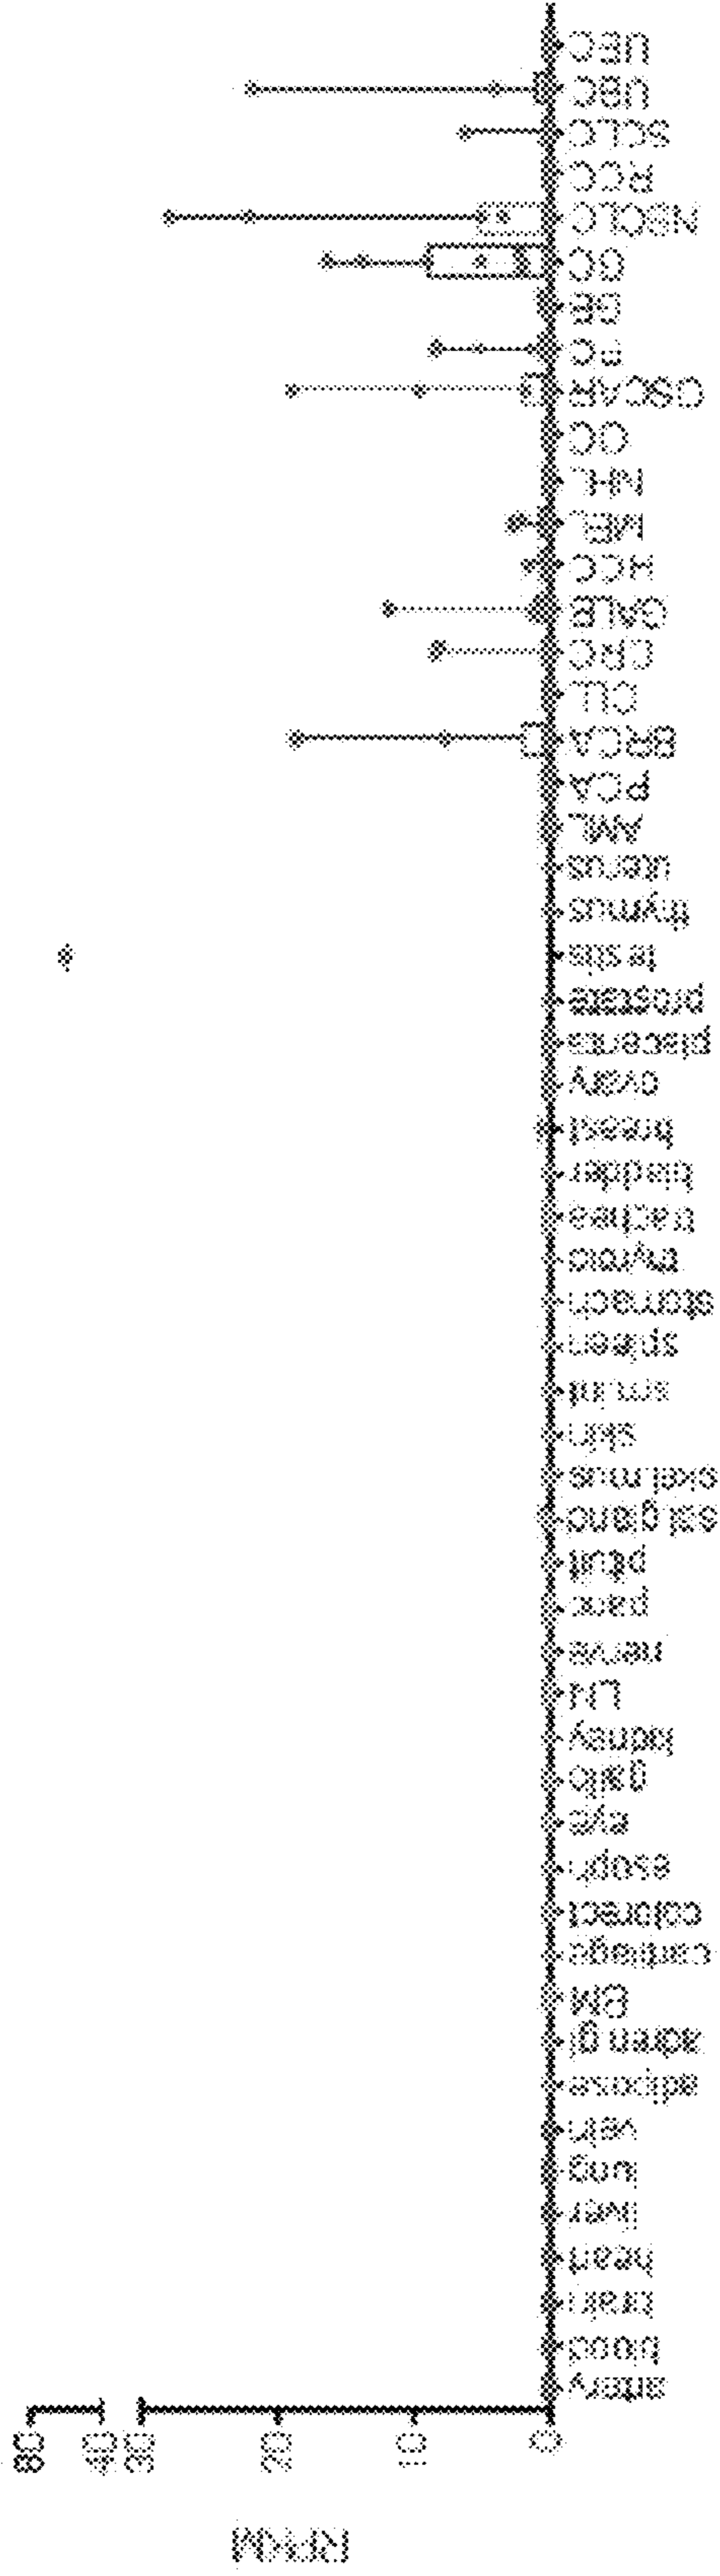 RPKM
80
40
30
20
10
0
artery
blood
brain
heart
liver
lung
vein
adipose
adren gl
BM
cartilage
colorect
esoph
eye
gallb
kidney
LN
nerve
panc
pituit
sal gland
skel mus
skin
sm int
spleen
stomach
thyroid
trachea
bladder
breast
ovary
placenta
prostate
testis
thymus
uterus
AML
PCA
BRCA
CLL
CRC
GALB
HCC
MEL
NHL
OC
OSCAR
PC
GB
GC
NSCLC
RCC
SCLC
UBC
UEC